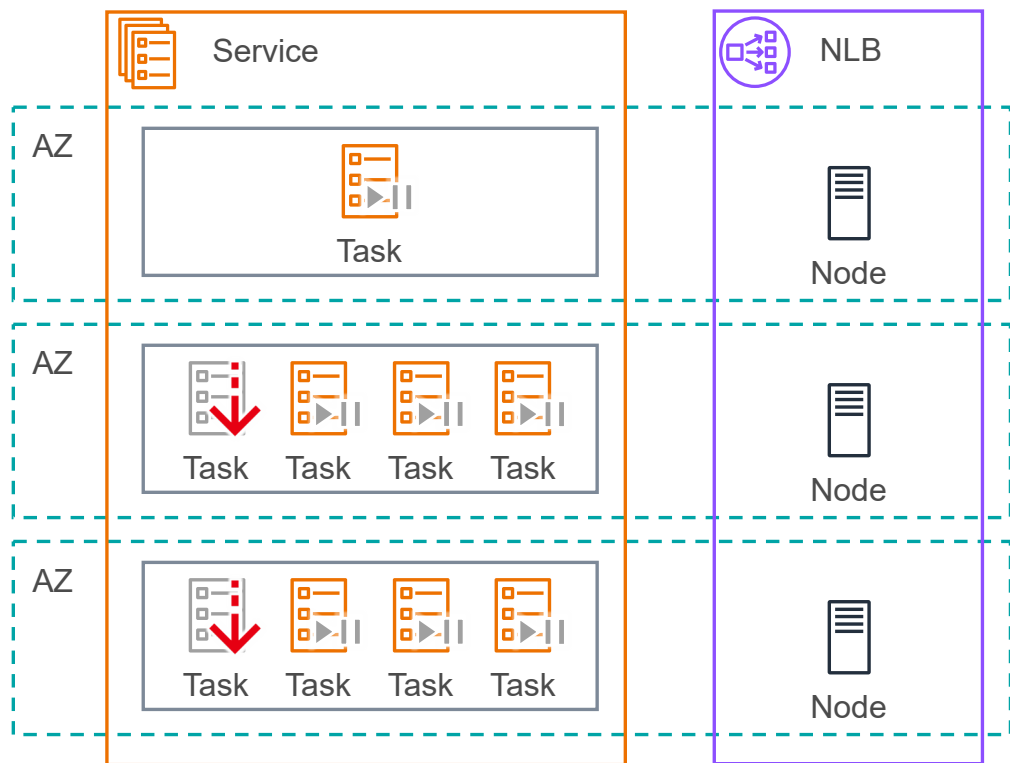 Service
NLB
AZ
Task
Node
AZ
Task Task Task Task
Node
AZ
Task Task Task Task
Node